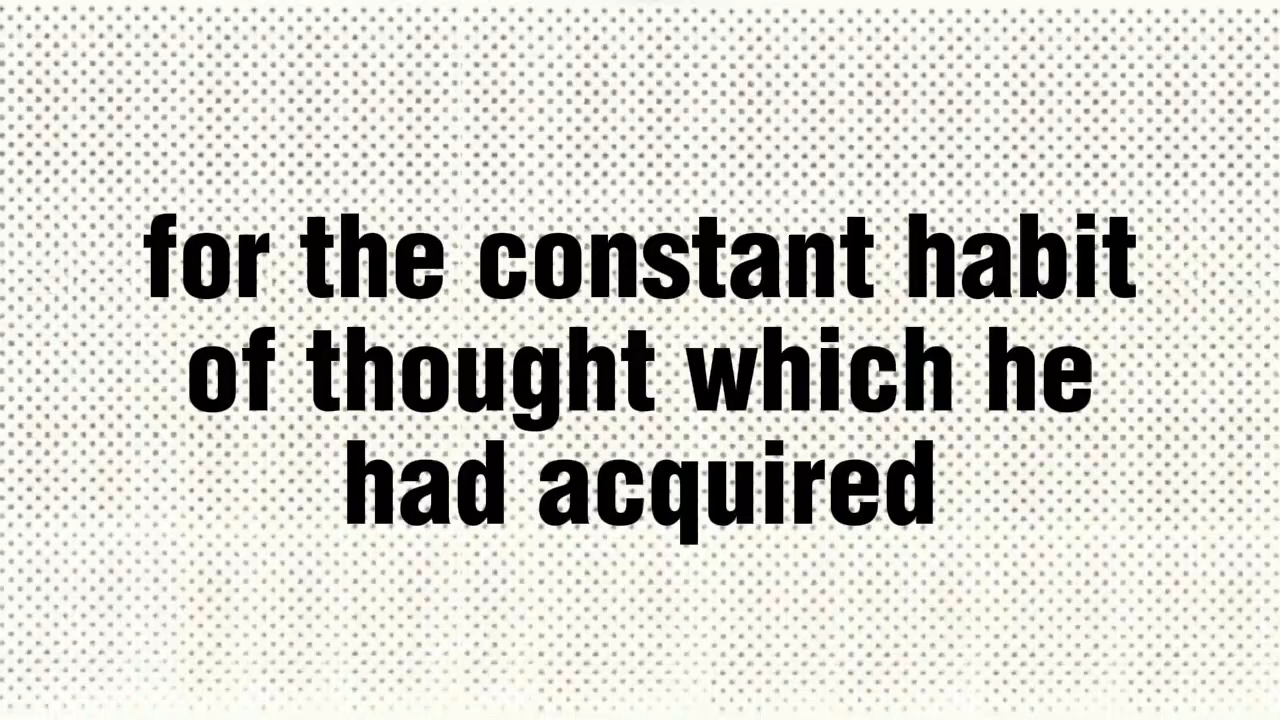 for the constant habit
of thought which he
had acquired